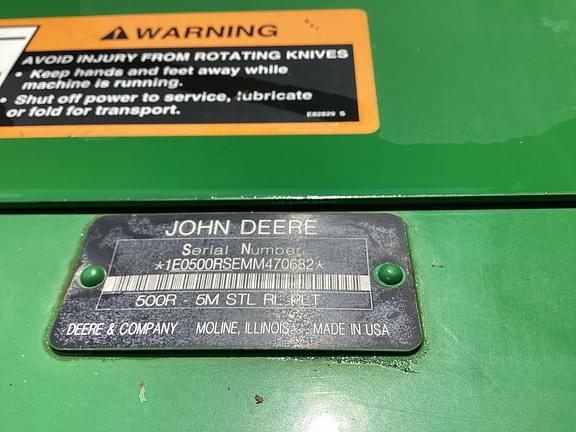 WARNING
AVOID INJURY FROM ROTATING KNIVES
• Keep hands and feet away while
machine is running.
• Shut off power to service, lubricate
or fold for transport.
E82829 S
JOHN DEERE
Serial Number
*1E0500RSEMM470682*
500R - 5M STL RL PLT
DEERE & COMPANY MOLINE, ILLINOIS MADE IN USA